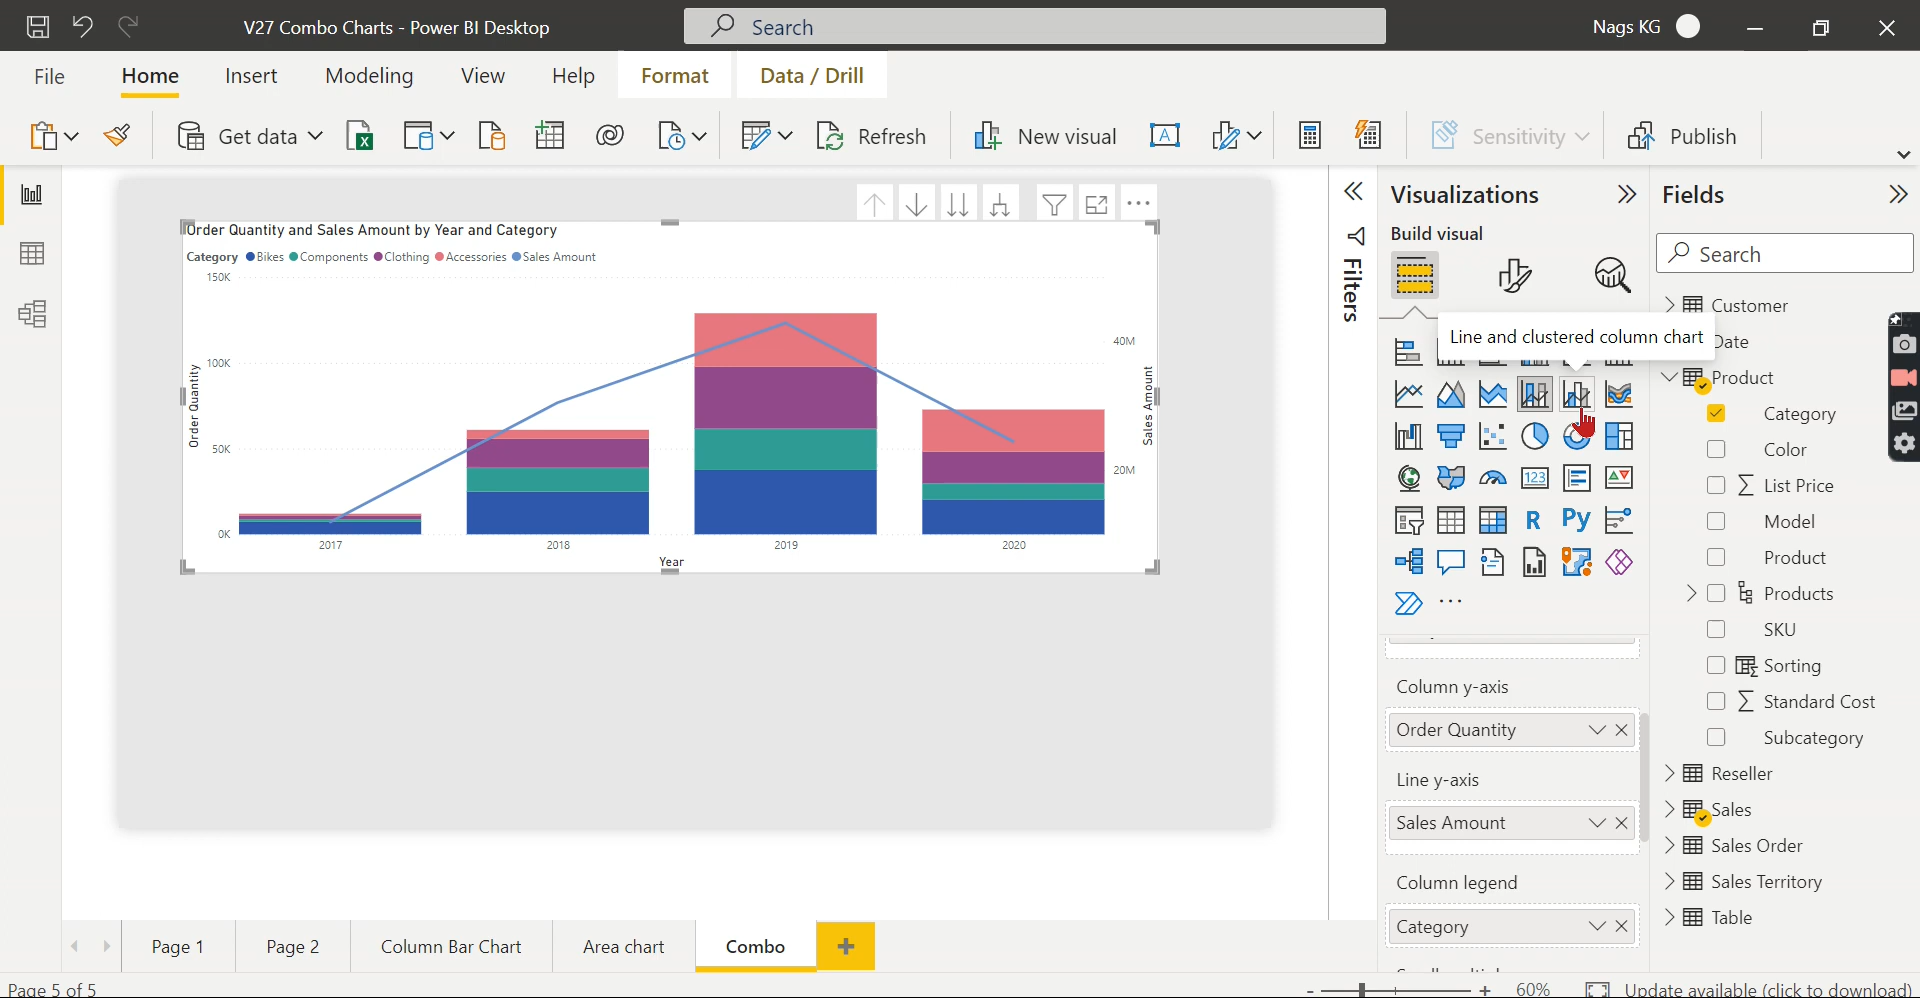 V27 Combo Charts - Power BI Desktop
Search
Nags KG
File
Home
Insert
Modeling
View
Help
Format
Data / Drill
Get data
Refresh
New visual
Sensitivity
Publish
Order Quantity and Sales Amount by Year and Category
Category Bikes Components Clothing Accessories Sales Amount
150K
100K
50K
0K
Order Quantity
40M
20M
Sales Amount
2017
2018
2019
2020
Year
Filters
Visualizations
Build visual
Line and clustered column chart
123
R
Py
Column y-axis
Order Quantity
Line y-axis
Sales Amount
Column legend
Category
Fields
Search
Customer
Date
Product
Category
Color
List Price
Model
Product
Products
SKU
Sorting
Standard Cost
Subcategory
Reseller
Sales
Sales Order
Sales Territory
Table
Page 1
Page 2
Column Bar Chart
Area chart
Combo
+
Page 5 of 5
- + 60%
Update available (click to download)